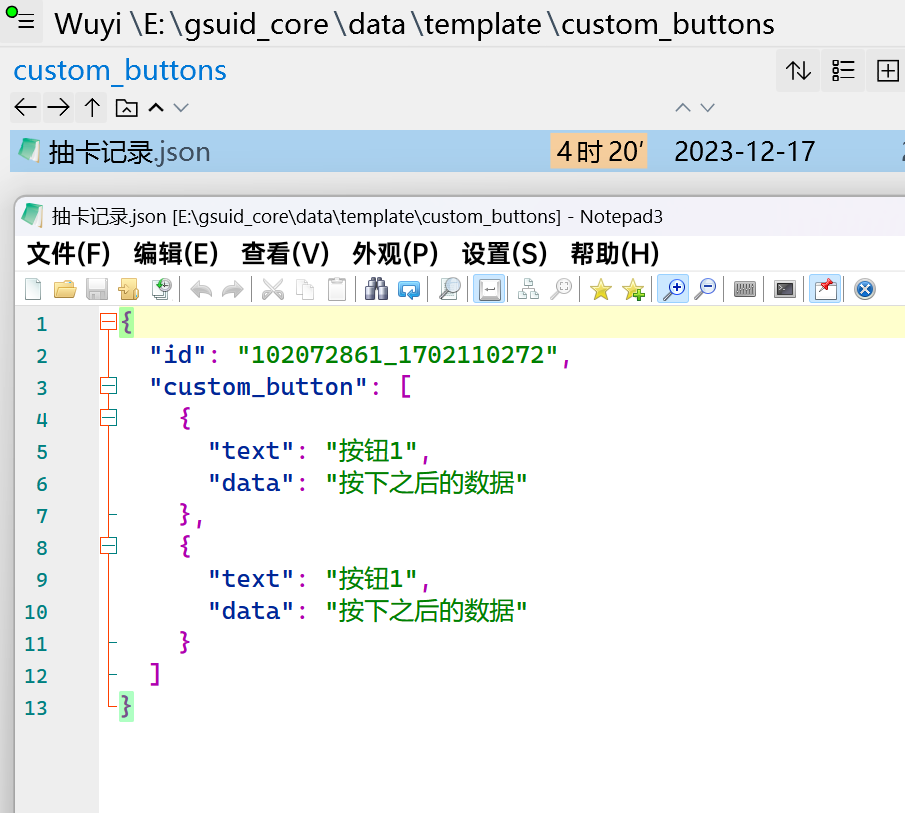 Wuyi \E: \gsuid_core \data \template \custom_buttons
custom_buttons
抽卡记录.json 4 时 20′ 2023-12-17
抽卡记录.json [E:\gsuid_core\data\template\custom_buttons] - Notepad3
文件(F) 编辑(E) 查看(V) 外观(P) 设置(S) 帮助(H)
1 {
2 "id": "102072861_1702110272",
3 "custom_button": [
4 {
5 "text": "按钮1",
6 "data": "按下之后的数据"
7 },
8 {
9 "text": "按钮1",
10 "data": "按下之后的数据"
11 }
12 ]
13 }